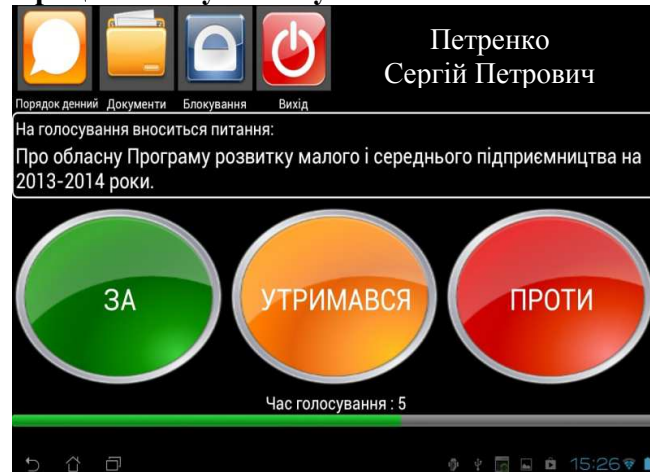 Петренко
Сергій Петрович
Порядок денний Документи Блокування Вихід
На голосування вноситься питання:
Про обласну Програму розвитку малого і середнього підприємництва на
2013-2014 роки.
ЗА УТРИМАВСЯ ПРОТИ
Час голосування : 5
15:26